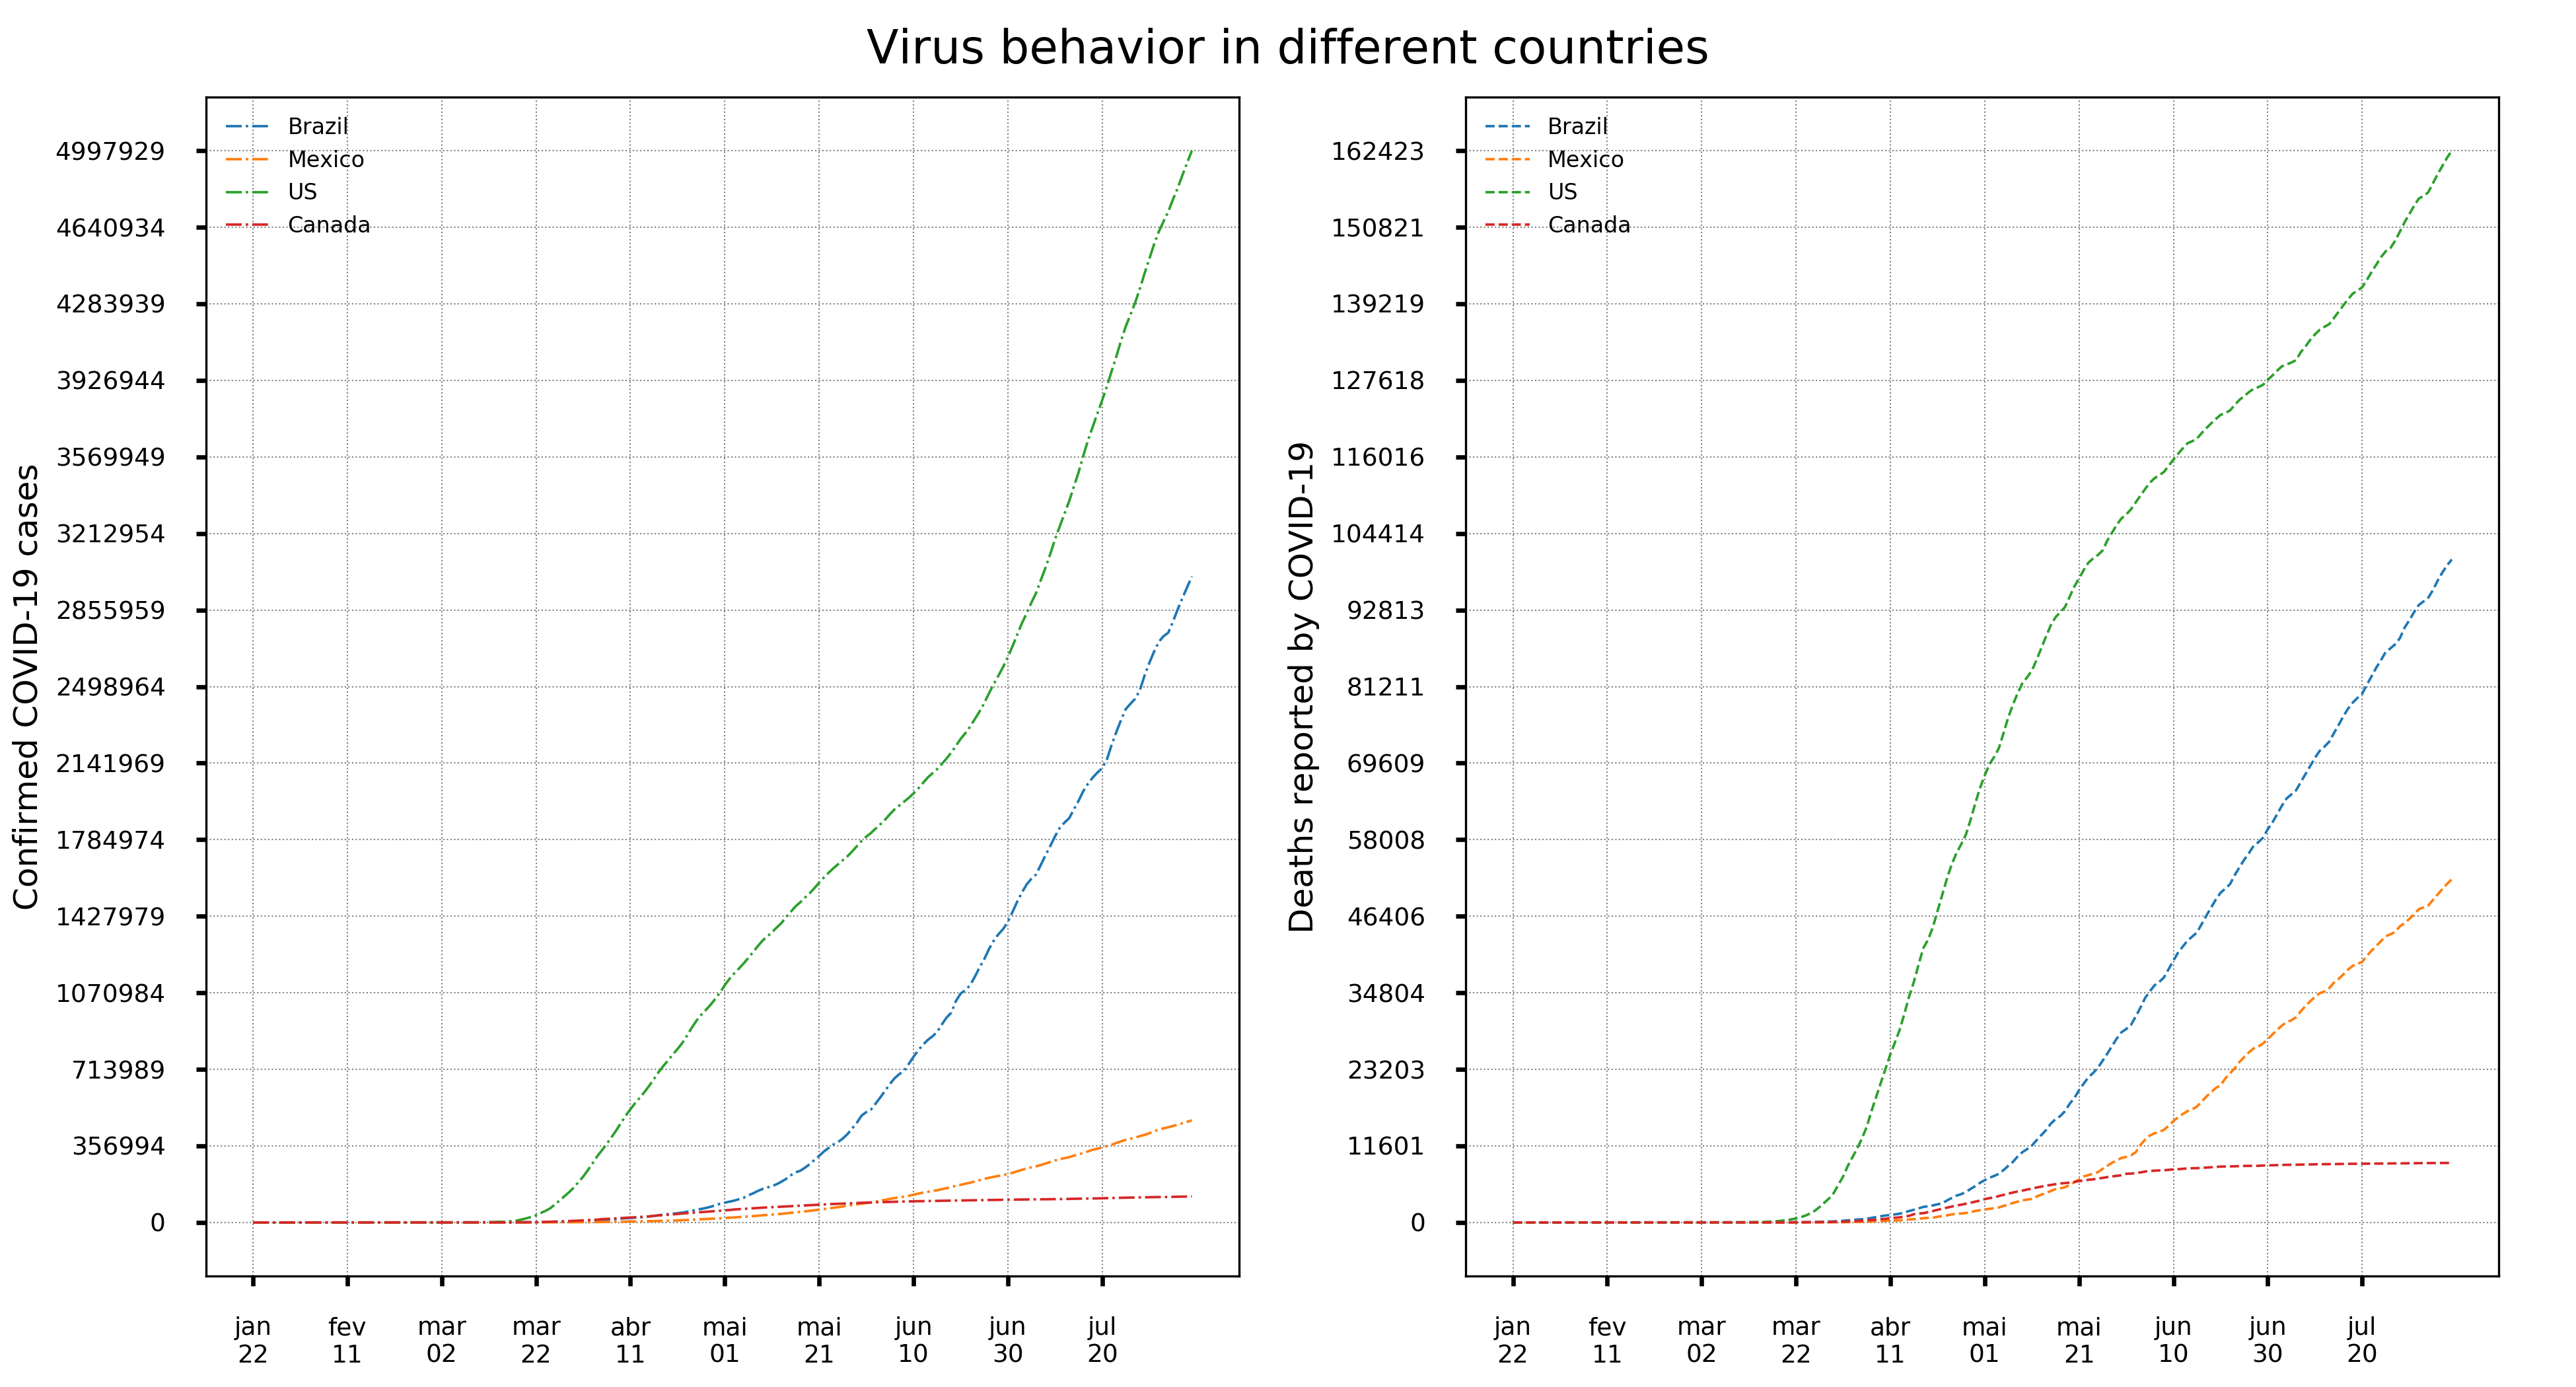 Virus behavior in different countries
Confirmed COVID-19 cases
Brazil
Mexico
US
Canada
4997929
4640934
4283939
3926944
3569949
3212954
2855959
2498964
2141969
1784974
1427979
1070984
713989
356994
0
jan 22
fev 11
mar 02
mar 22
abr 11
mai 01
mai 21
jun 10
jun 30
jul 20
Deaths reported by COVID-19
Brazil
Mexico
US
Canada
162423
150821
139219
127618
116016
104414
92813
81211
69609
58008
46406
34804
23203
11601
0
jan 22
fev 11
mar 02
mar 22
abr 11
mai 01
mai 21
jun 10
jun 30
jul 20